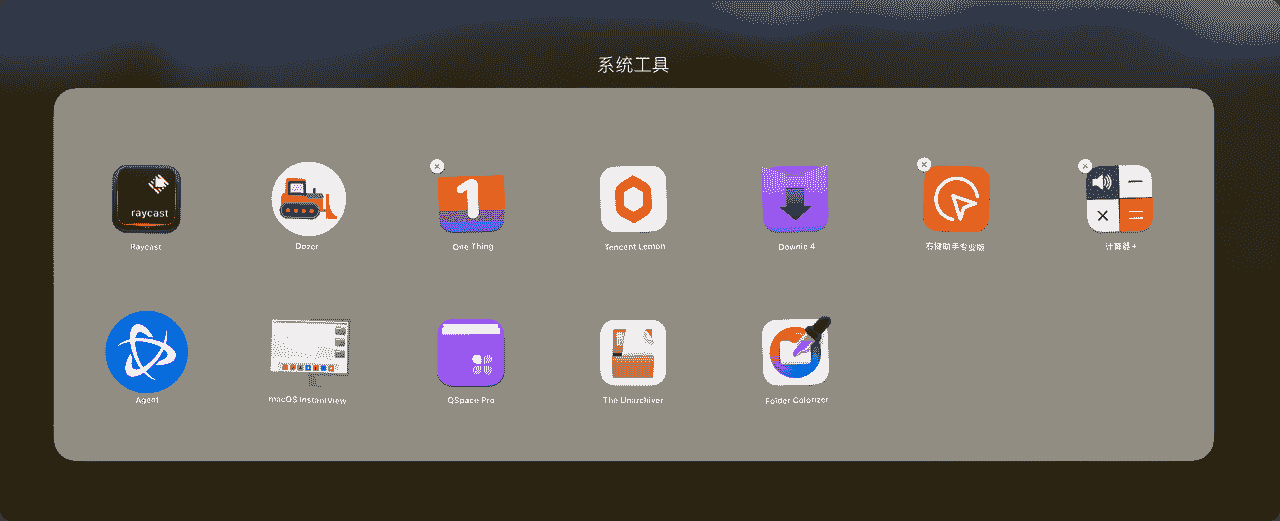 系统工具
raycast
1
Raycast
Dozer
One Thing
Tencent Lemon
Downie 4
右键助手专业版
计算器+
Agent
macOS InstantView
QSpace Pro
The Unarchiver
Folder Colorizer